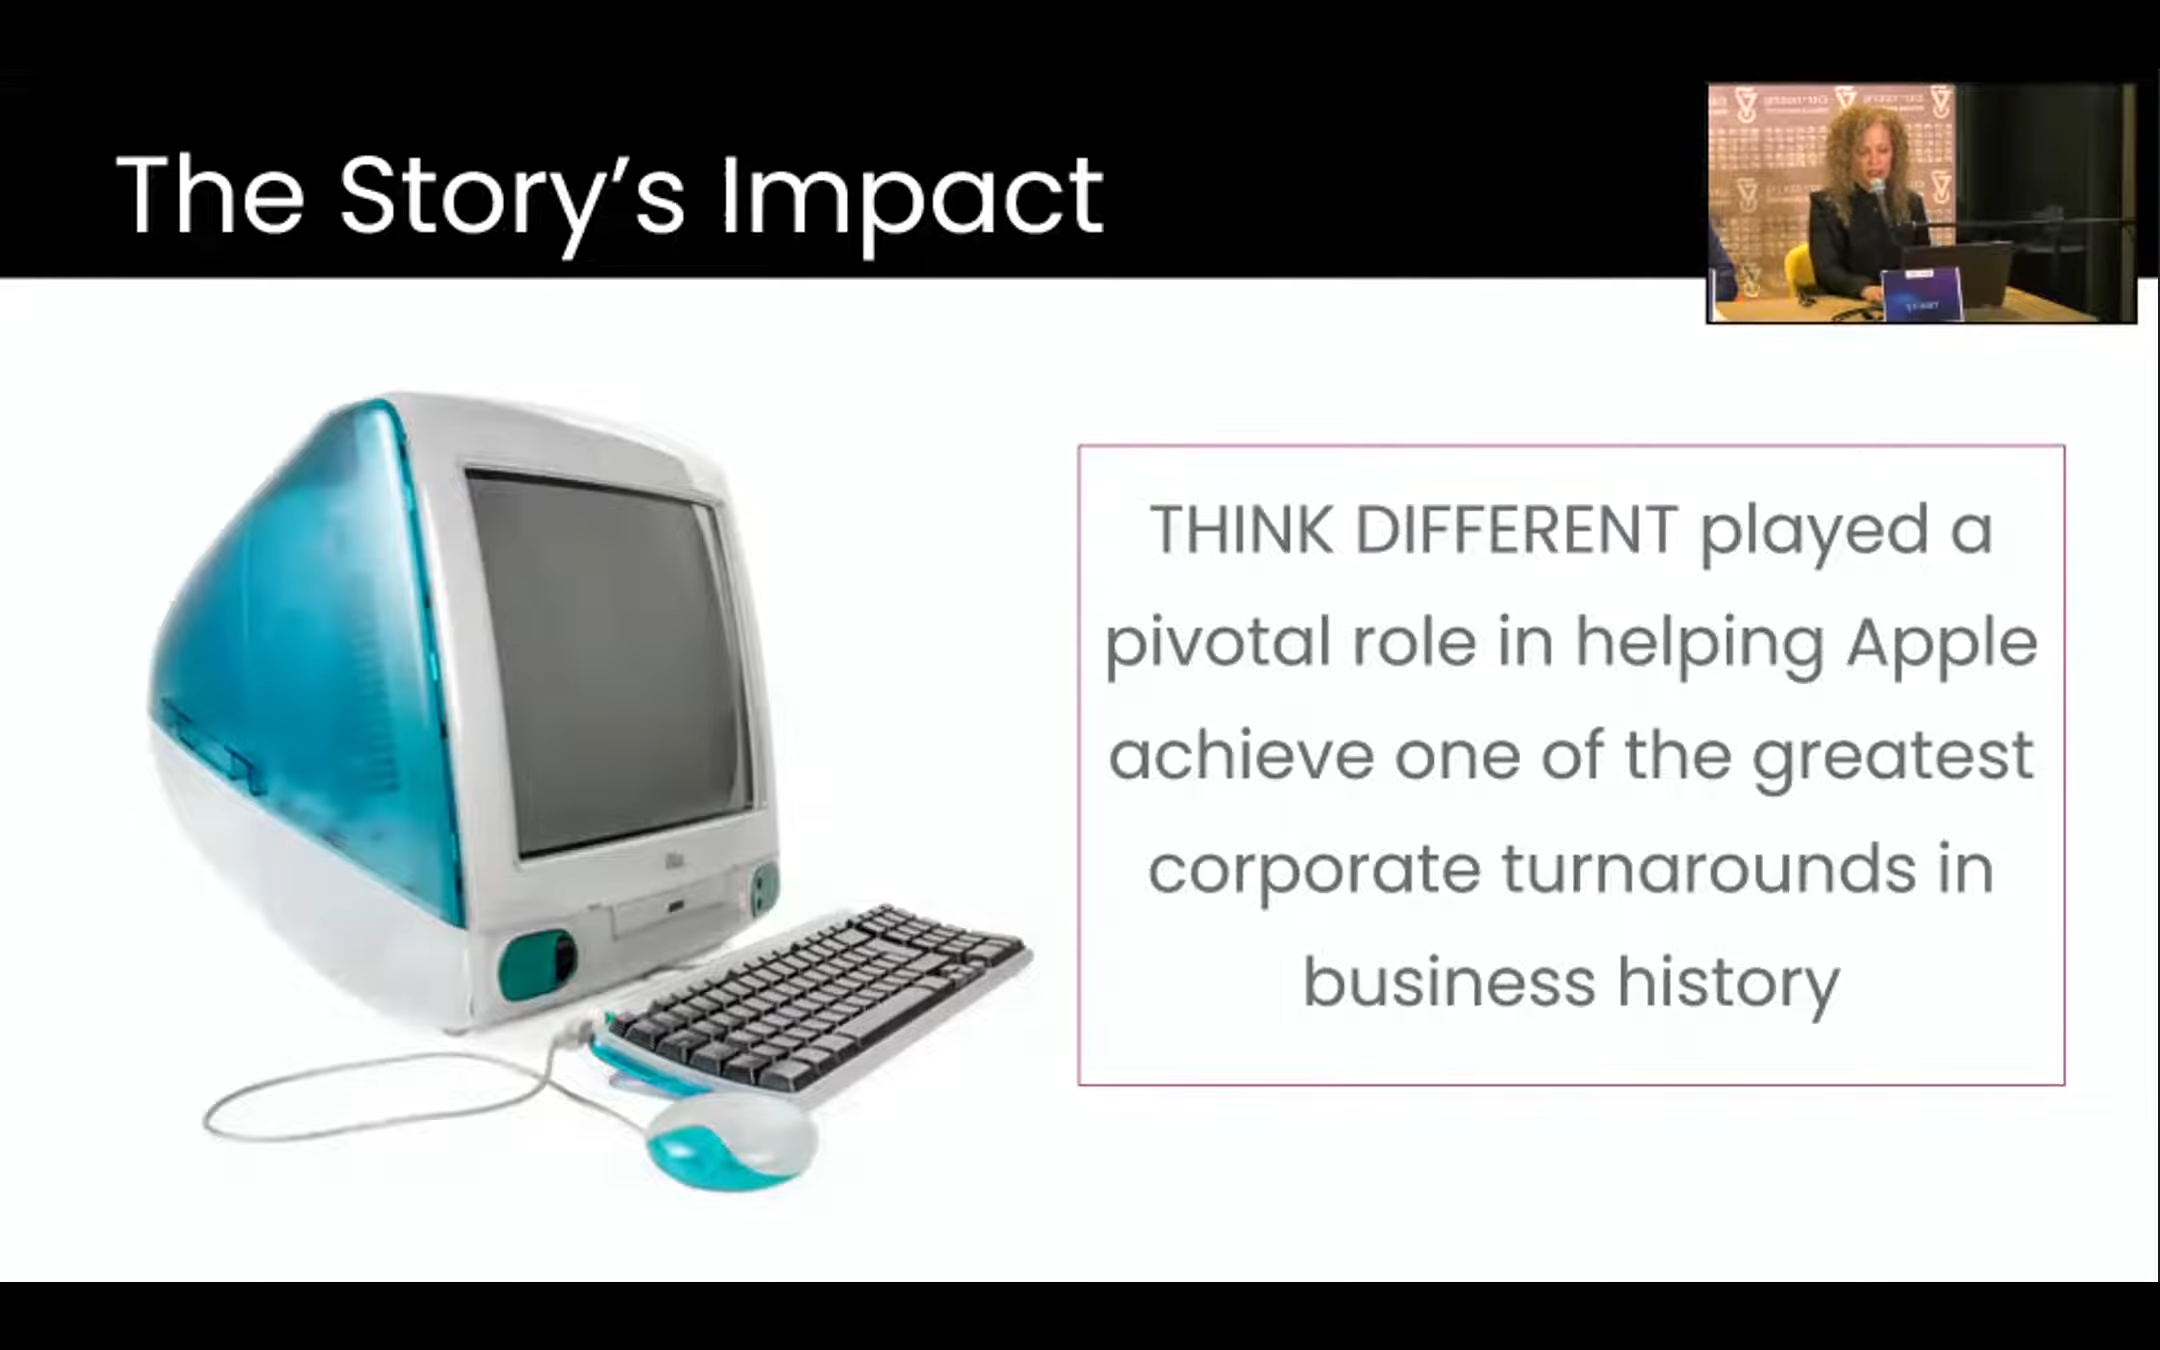 The Story's Impact
THINK DIFFERENT played a
pivotal role in helping Apple
achieve one of the greatest
corporate turnarounds in
business history